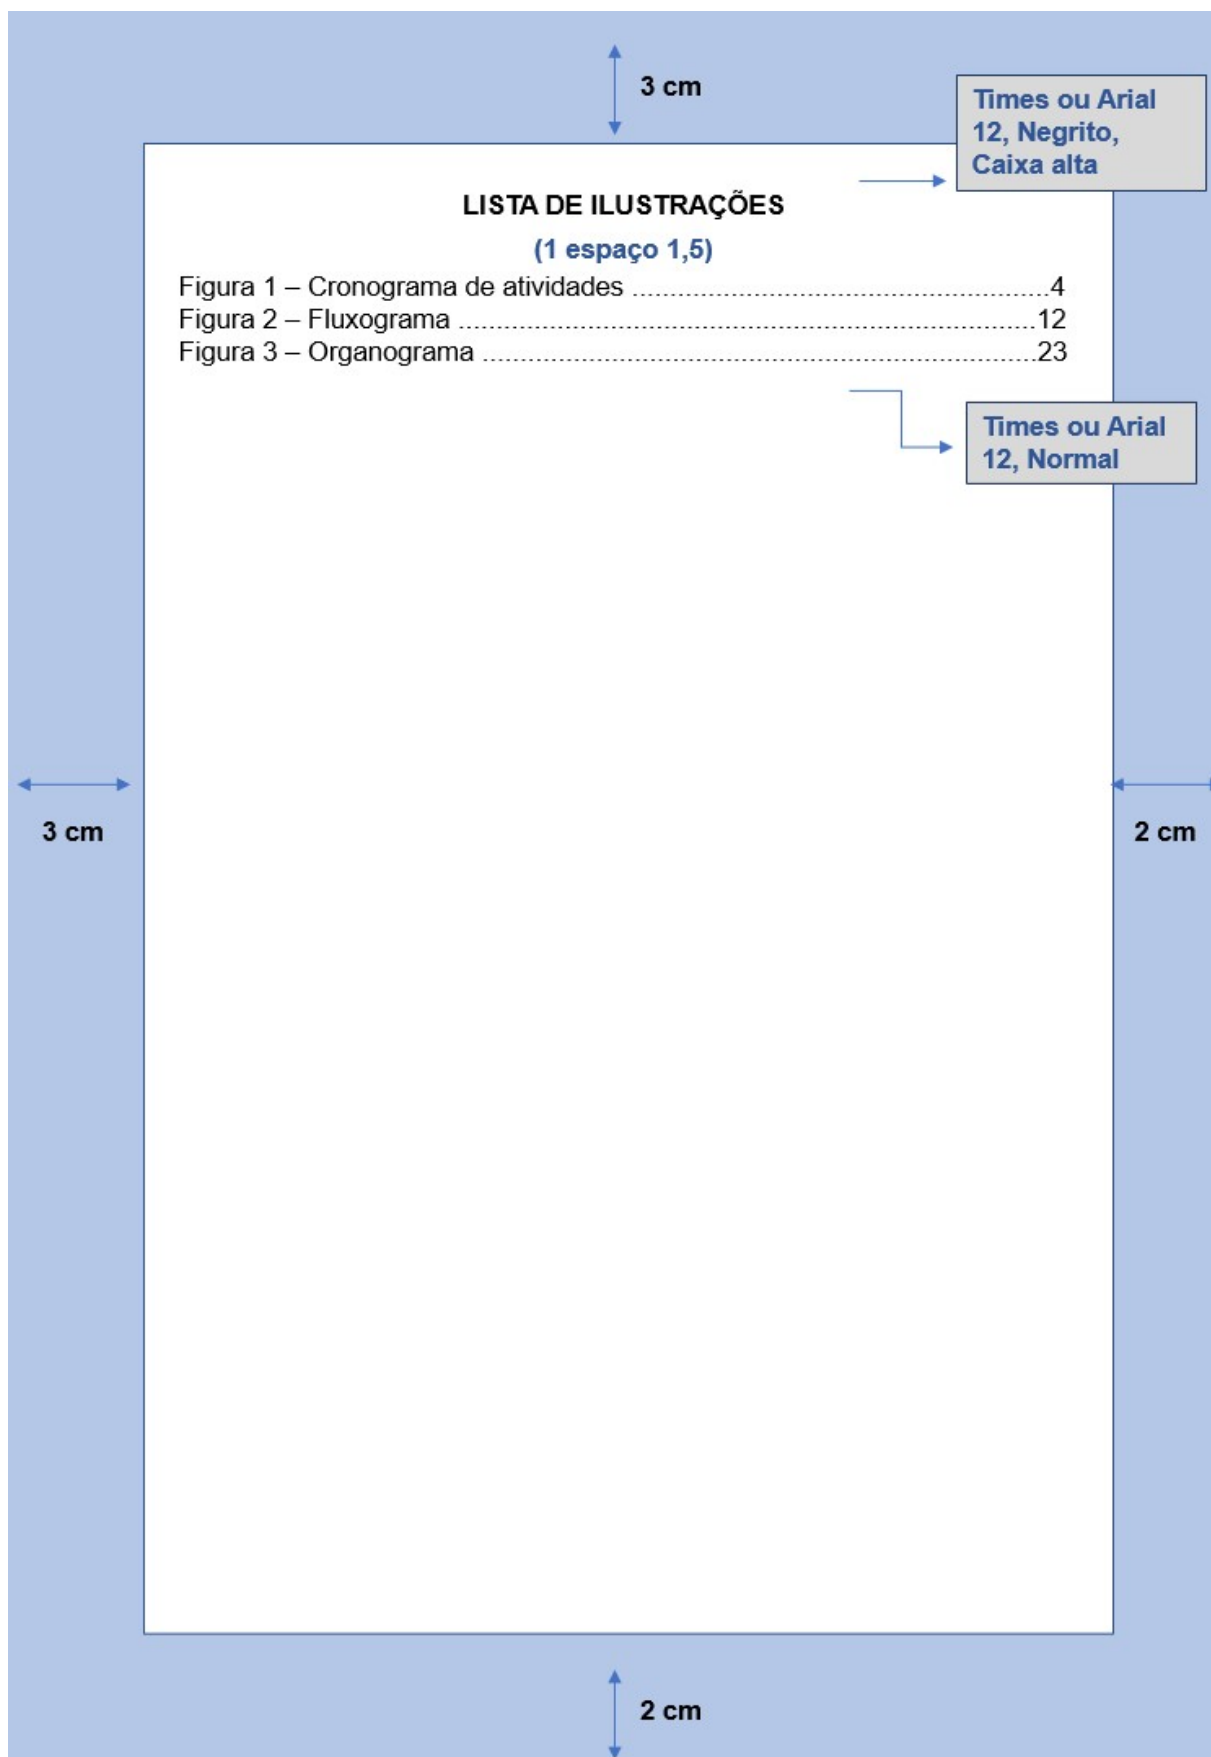 3 cm
Times ou Arial
12, Negrito,
Caixa alta
LISTA DE ILUSTRAÇÕES
(1 espaço 1,5)
Figura 1 – Cronograma de atividades ......................................................4
Figura 2 – Fluxograma ...........................................................................12
Figura 3 – Organograma ........................................................................23
Times ou Arial
12, Normal
3 cm
2 cm
2 cm